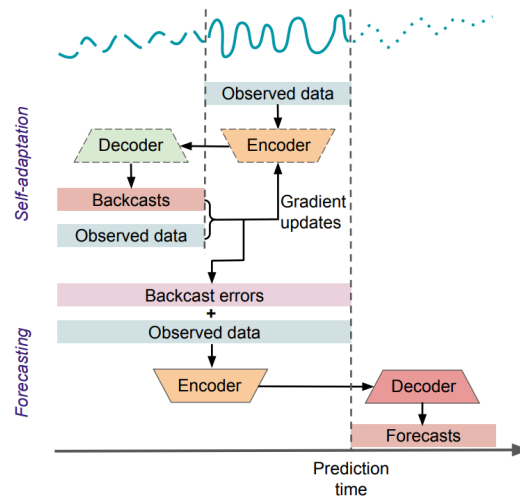 Self-adaptation
Observed data
Decoder
Encoder
Backcasts
Gradient
updates
Observed data
Backcast errors
+
Observed data
Forecasting
Encoder
Decoder
Forecasts
Prediction
time